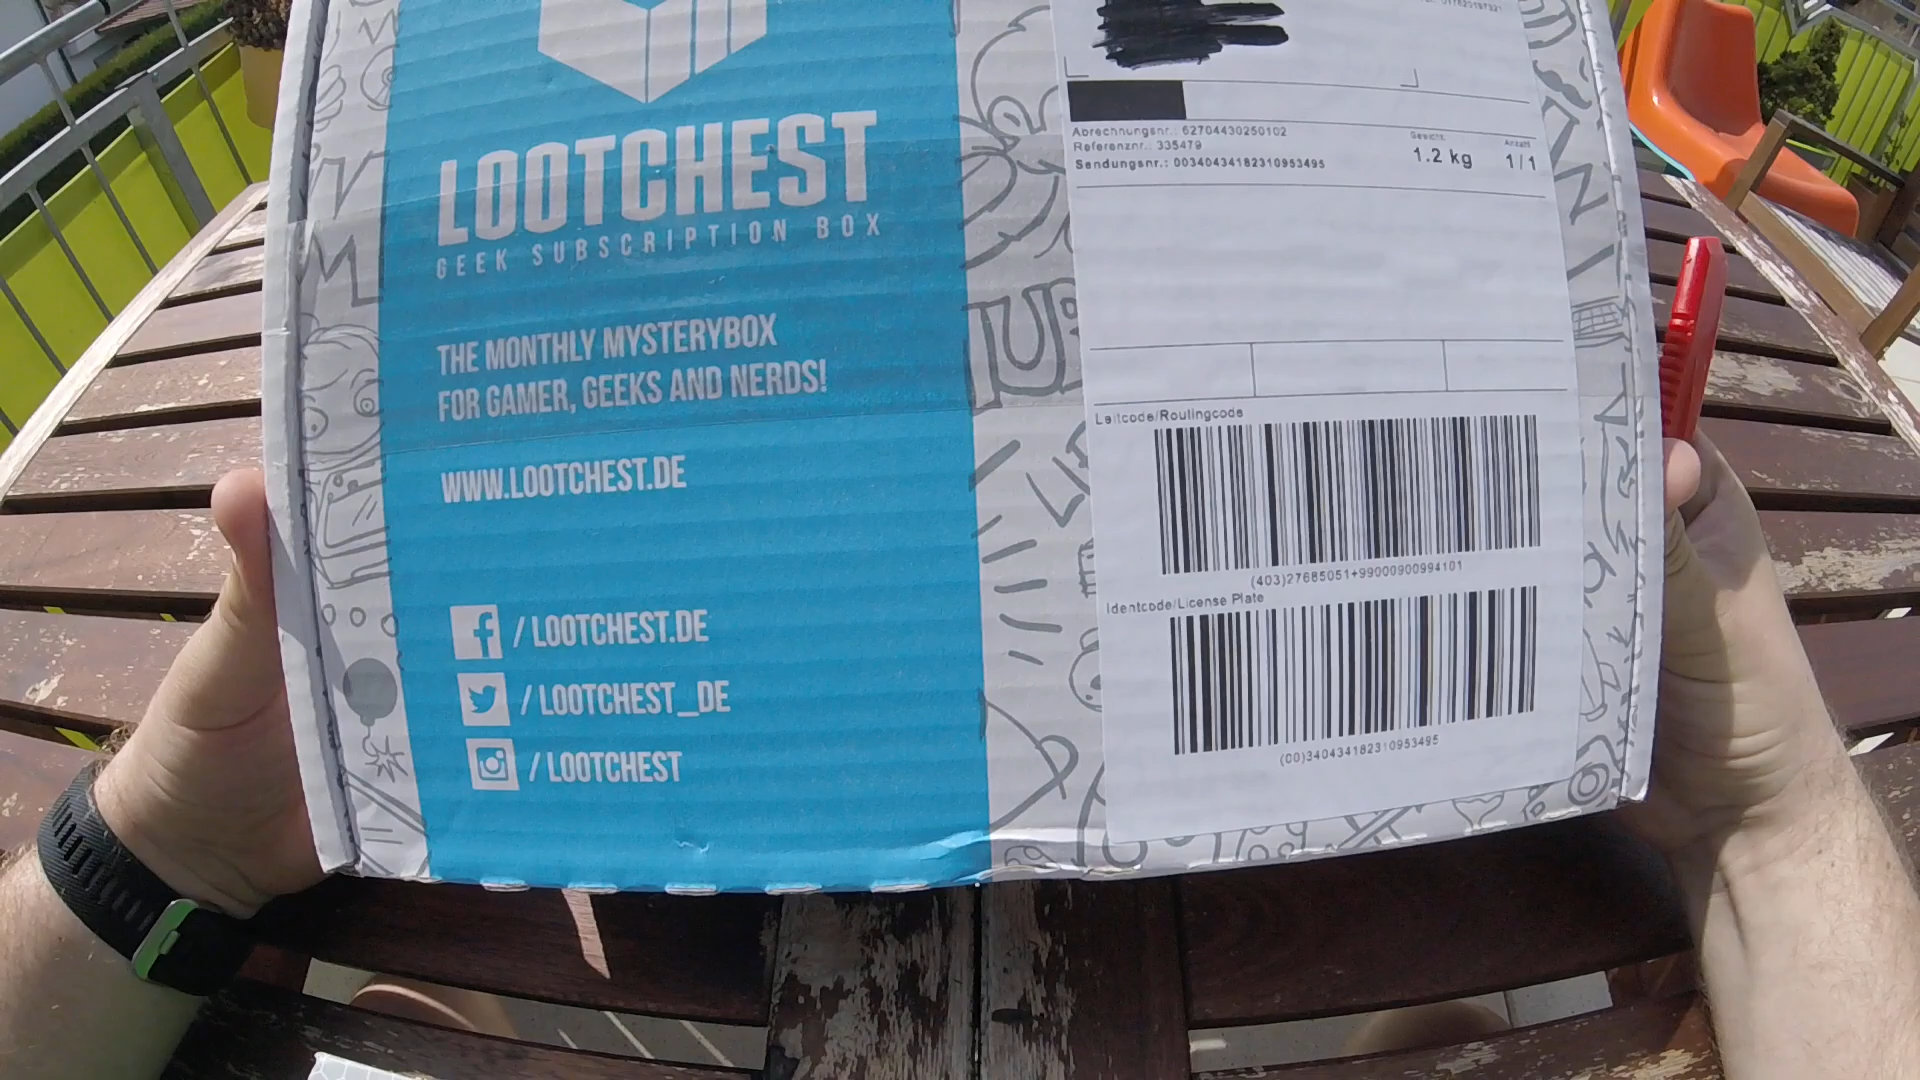 LOOTCHEST
GEEK SUBSCRIPTION BOX
THE MONTHLY MYSTERYBOX
FOR GAMER, GEEKS AND NERDS!
WWW.LOOTCHEST.DE
/ LOOTCHEST.DE
/ LOOTCHEST_DE
/ LOOTCHEST
Abrechnungsnr.: 62704430250102
Referenznr.: 335479
Sendungsnr.: 00340434182310953495
Gewicht:
1.2 kg
Anzahl
1/1
Leitcode/Routingcode
(403)27685051+99000900994101
Identcode/License Plate
(00)340434182310953495